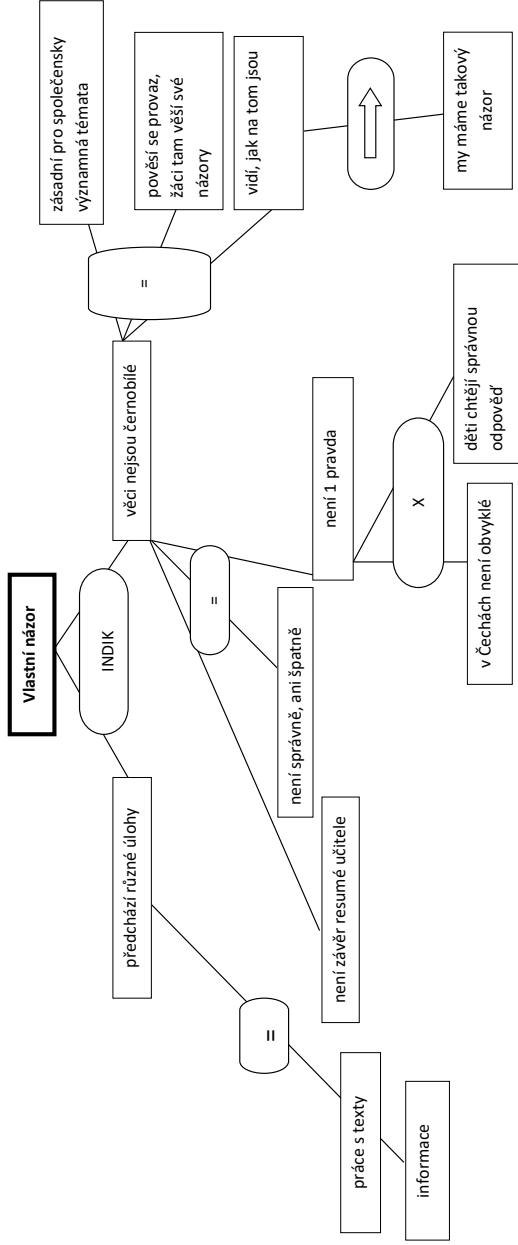 Vlastní názor
INDIK
předchází různé úlohy
věci nejsou černobílé
=
zásadní pro společensky
významná témata
pověsí se provaz,
žáci tam věší své
názory
vidí, jak na tom jsou
my máme takový
názor
=
není 1 pravda
není správně, ani špatně
není závěr resumé učitele
X
v Čechách není obvyklé
děti chtějí správnou
odpověď
=
práce s texty
informace